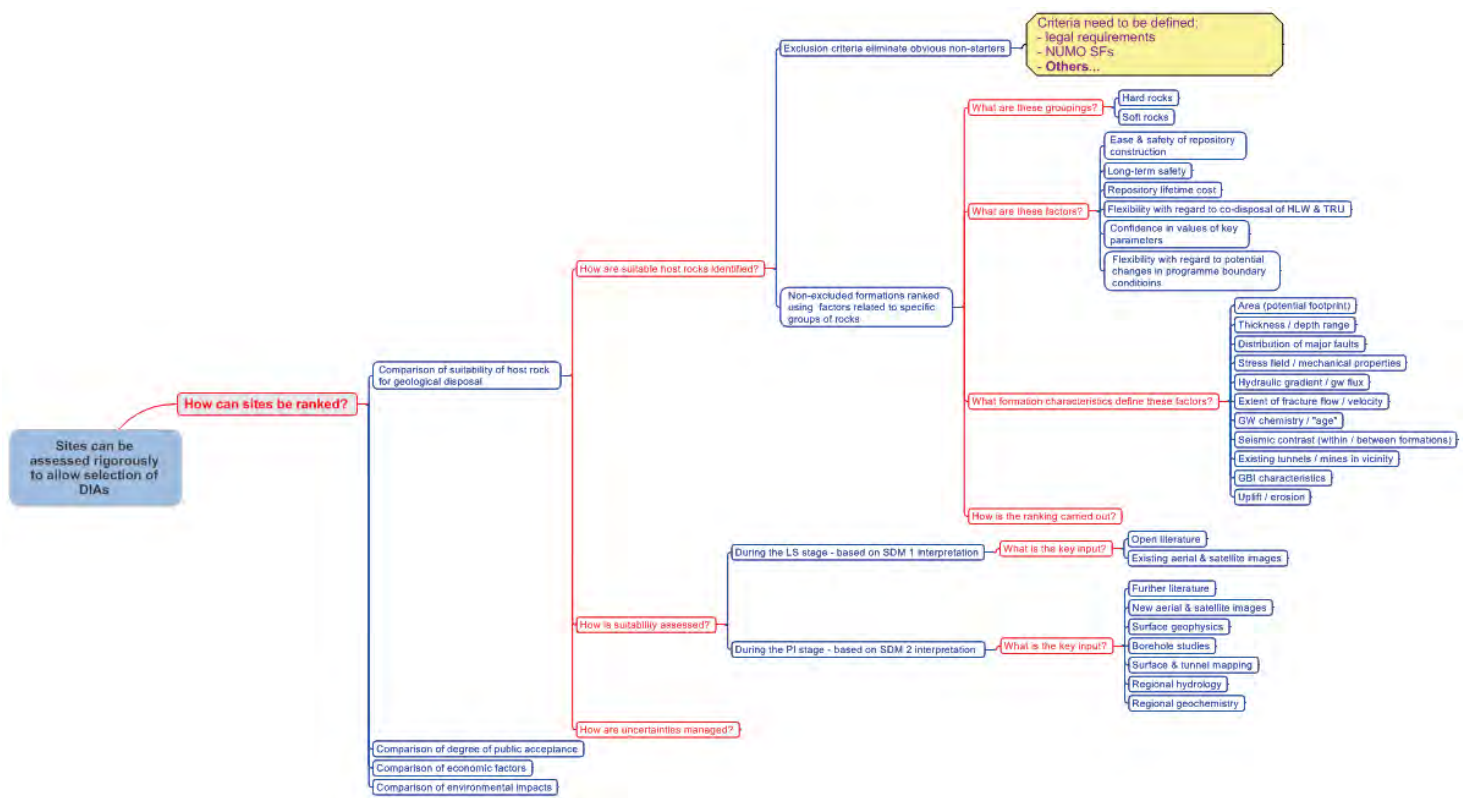 Sites can be
assessed rigorously
to allow selection of
DIAs
How can sites be ranked?
Comparison of suitability of host rock
for geological disposal
How are suitable host rocks identified?
Exclusion criteria eliminate obvious non-starters
Criteria need to be defined;
- legal requirements
- NUMO SFs
- Others...
Non-excluded formations ranked
using factors related to specific
groups of rocks
What are these groupings?
Hard rocks
Soft rocks
What are these factors?
Ease & safety of repository
construction
Long-term safety
Repository lifetime cost
Flexibility with regard to co-disposal of HLW & TRU
Confidence in values of key
parameters
Flexibility with regard to potential
changes in programme boundary
conditioins
What formation characteristics define these factors?
Area (potential footprint)
Thickness / depth range
Distribution of major faults
Stress field / mechanical properties
Hydraulic gradient / gw flux
Extent of fracture flow / velocity
GW chemistry / "age"
Seismic contrast (within / between formations)
Existing tunnels / mines in vicinity
GBI characteristics
Uplift / erosion
How is the ranking carried out?
How is suitability assessed?
During the LS stage - based on SDM 1 interpretation
What is the key input?
Open literature
Existing aerial & satellite images
During the PI stage - based on SDM 2 interpretation
What is the key input?
Further literature
New aerial & satellite images
Surface geophysics
Borehole studies
Surface & tunnel mapping
Regional hydrology
Regional geochemistry
How are uncertainties managed?
Comparison of degree of public acceptance
Comparison of economic factors
Comparison of environmental impacts